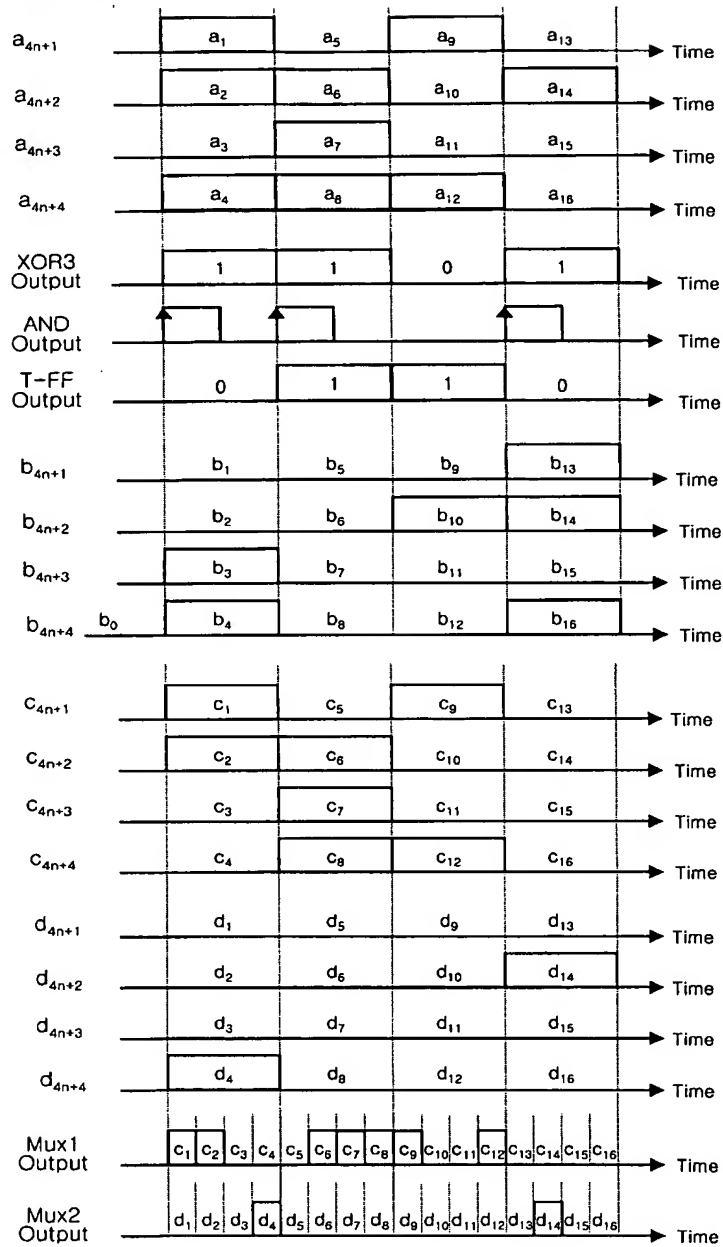 a₄ₙ₊₁ a₁ a₅ a₉ a₁₃ Time
a₄ₙ₊₂ a₂ a₆ a₁₀ a₁₄ Time
a₄ₙ₊₃ a₃ a₇ a₁₁ a₁₅ Time
a₄ₙ₊₄ a₄ a₈ a₁₂ a₁₆ Time
XOR3 Output 1 1 0 1 Time
AND Output Time
T-FF Output 0 1 1 0 Time
b₄ₙ₊₁ b₁ b₅ b₉ b₁₃ Time
b₄ₙ₊₂ b₂ b₆ b₁₀ b₁₄ Time
b₄ₙ₊₃ b₃ b₇ b₁₁ b₁₅ Time
b₄ₙ₊₄ b₀ b₄ b₈ b₁₂ b₁₆ Time
c₄ₙ₊₁ c₁ c₅ c₉ c₁₃ Time
c₄ₙ₊₂ c₂ c₆ c₁₀ c₁₄ Time
c₄ₙ₊₃ c₃ c₇ c₁₁ c₁₅ Time
c₄ₙ₊₄ c₄ c₈ c₁₂ c₁₆ Time
d₄ₙ₊₁ d₁ d₅ d₉ d₁₃ Time
d₄ₙ₊₂ d₂ d₆ d₁₀ d₁₄ Time
d₄ₙ₊₃ d₃ d₇ d₁₁ d₁₅ Time
d₄ₙ₊₄ d₄ d₈ d₁₂ d₁₆ Time
Mux1 Output c₁ c₂ c₃ c₄ c₅ c₆ c₇ c₈ c₉ c₁₀ c₁₁ c₁₂ c₁₃ c₁₄ c₁₅ c₁₆ Time
Mux2 Output d₁ d₂ d₃ d₄ d₅ d₆ d₇ d₈ d₉ d₁₀ d₁₁ d₁₂ d₁₃ d₁₄ d₁₅ d₁₆ Time